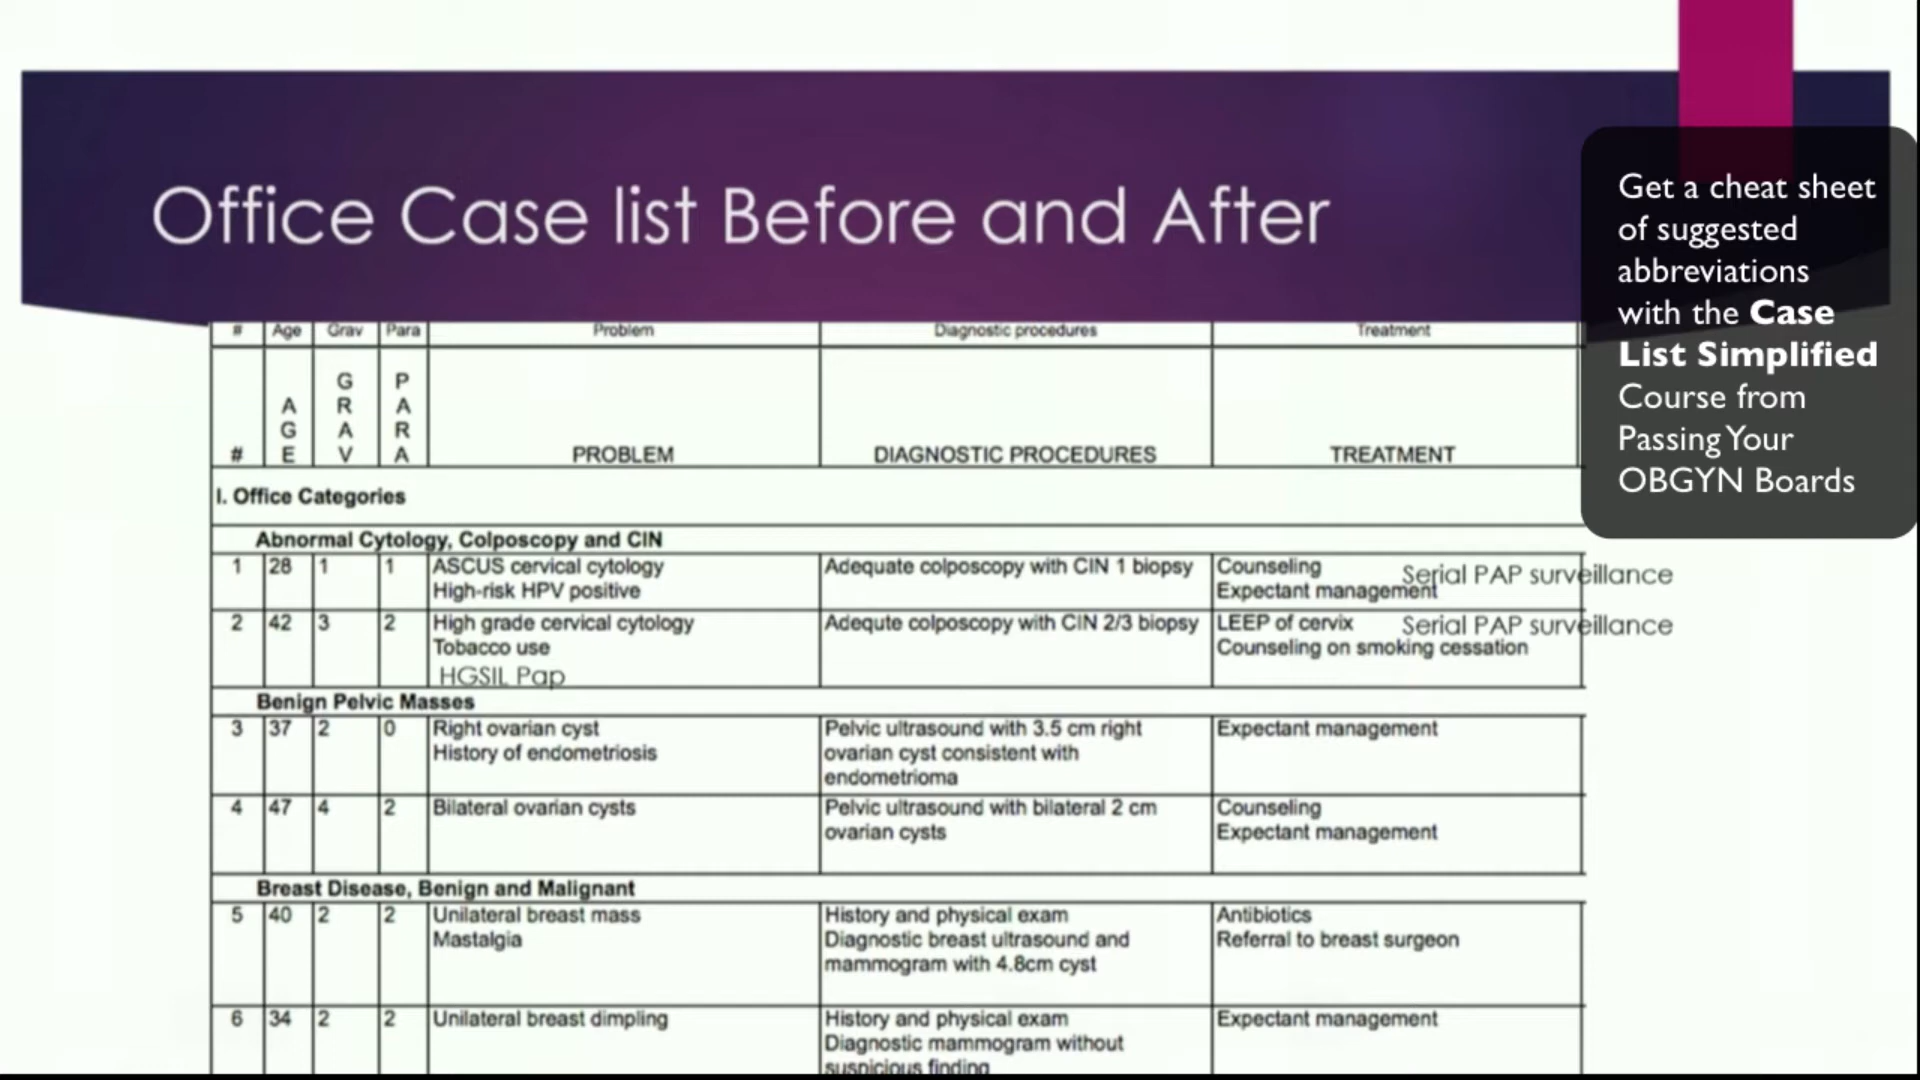 Office Case list Before and After
Get a cheat sheet
of suggested
abbreviations
with the Case
List Simplified
Course from
Passing Your
OBGYN Boards
# Age Grav Para Problem Diagnostic procedures Treatment
# AGE GRAV PARA PROBLEM DIAGNOSTIC PROCEDURES TREATMENT
I. Office Categories
Abnormal Cytology, Colposcopy and CIN
1 28 1 1 ASCUS cervical cytology Adequate colposcopy with CIN 1 biopsy Counseling Serial PAP surveillance
High-risk HPV positive Expectant management
2 42 3 2 High grade cervical cytology Adequte colposcopy with CIN 2/3 biopsy LEEP of cervix Serial PAP surveillance
Tobacco use Counseling on smoking cessation
HGSIL Pap
Benign Pelvic Masses
3 37 2 0 Right ovarian cyst Pelvic ultrasound with 3.5 cm right Expectant management
History of endometriosis ovarian cyst consistent with
endometrioma
4 47 4 2 Bilateral ovarian cysts Pelvic ultrasound with bilateral 2 cm Counseling
ovarian cysts Expectant management
Breast Disease, Benign and Malignant
5 40 2 2 Unilateral breast mass History and physical exam Antibiotics
Mastalgia Diagnostic breast ultrasound and Referral to breast surgeon
mammogram with 4.8cm cyst
6 34 2 2 Unilateral breast dimpling History and physical exam Expectant management
Diagnostic mammogram without
suspicious finding